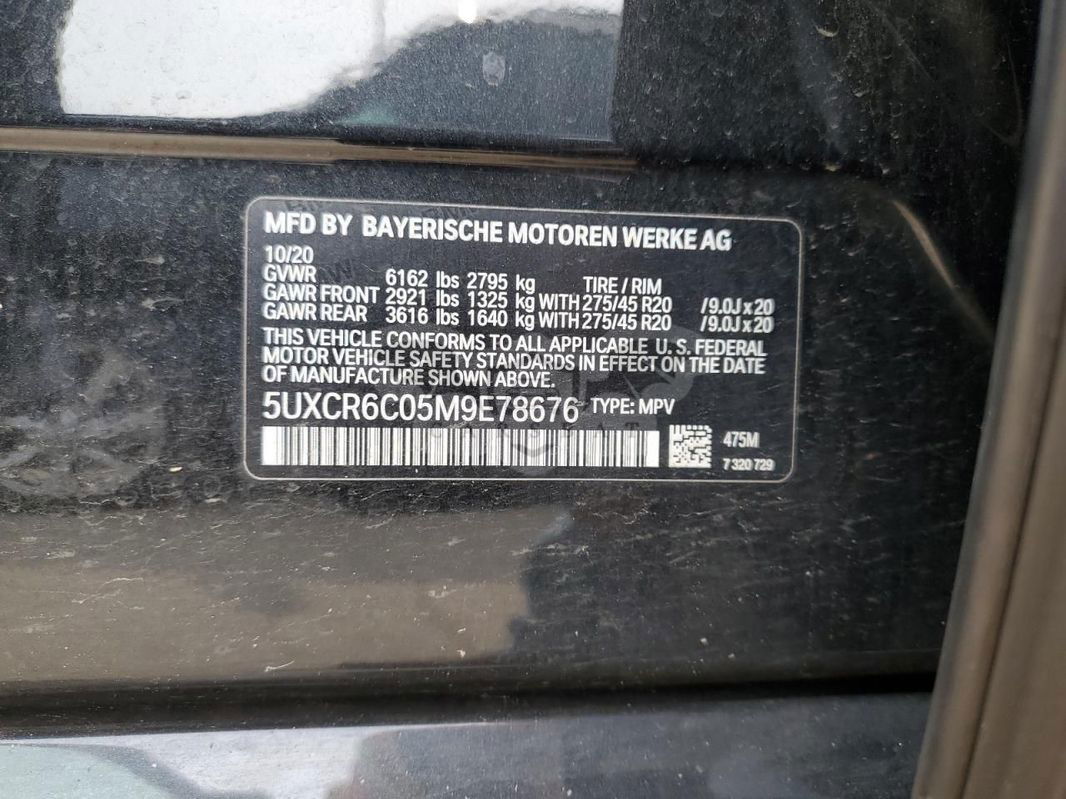 MFD BY BAYERISCHE MOTOREN WERKE AG
10/20
GVWR 6162 lbs 2795 kg TIRE / RIM
GAWR FRONT 2921 lbs 1325 kg WITH 275/45 R20 /9.0J x 20
GAWR REAR 3616 lbs 1640 kg WITH 275/45 R20 /9.0J x 20
THIS VEHICLE CONFORMS TO ALL APPLICABLE U.S. FEDERAL
MOTOR VEHICLE SAFETY STANDARDS IN EFFECT ON THE DATE
OF MANUFACTURE SHOWN ABOVE.
5UXCR6C05M9E78676 TYPE: MPV
475M
7 320 729